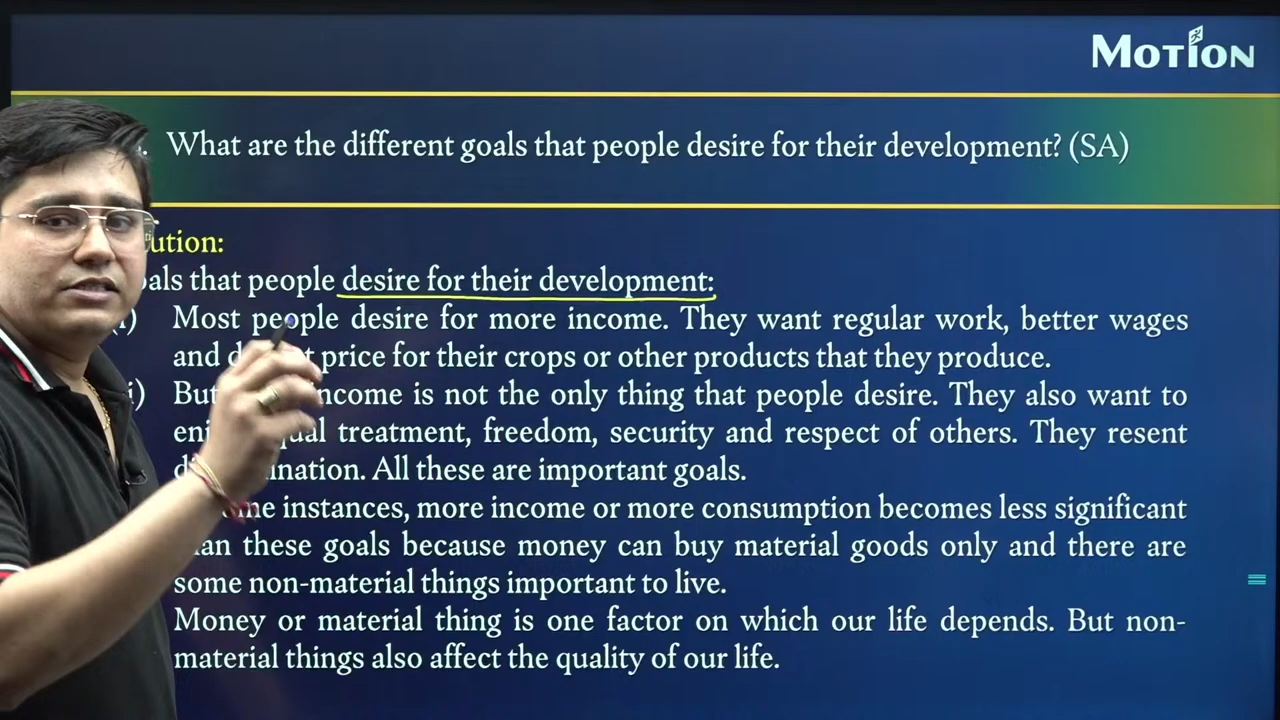 MOTION
What are the different goals that people desire for their development? (SA)
ution:
als that people desire for their development:
Most people desire for more income. They want regular work, better wages
and price for their crops or other products that they produce.
But income is not the only thing that people desire. They also want to
treatment, freedom, security and respect of others. They resent
ination. All these are important goals.
me instances, more income or more consumption becomes less significant
an these goals because money can buy material goods only and there are
some non-material things important to live.
Money or material thing is one factor on which our life depends. But non-
material things also affect the quality of our life.